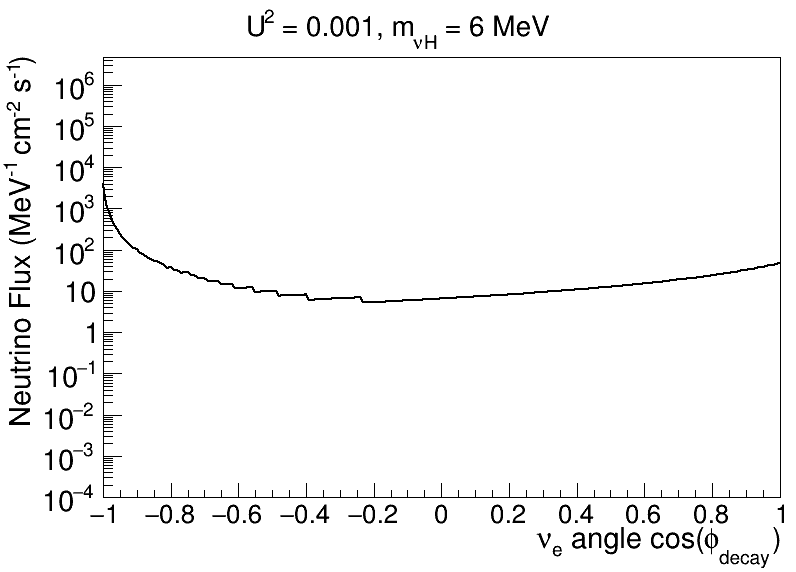 U² = 0.001, m_νH = 6 MeV
Neutrino Flux (MeV⁻¹ cm⁻² s⁻¹)
10⁶
10⁵
10⁴
10³
10²
10
1
10⁻¹
10⁻²
10⁻³
10⁻⁴
−1 −0.8 −0.6 −0.4 −0.2 0 0.2 0.4 0.6 0.8 1
ν_e angle cos(ϕ_decay)